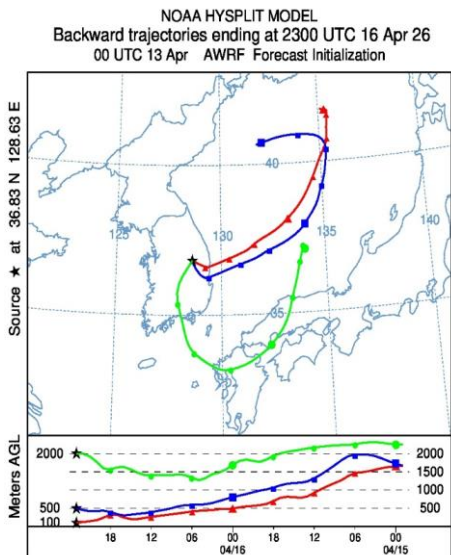 NOAA HYSPLIT MODEL
Backward trajectories ending at 2300 UTC 16 Apr 26
00 UTC 13 Apr AWRF Forecast Initialization
Source ★ at 36.83 N 128.63 E
125
130
135
140
40
35
Meters AGL
2000
500
100
2000
1500
1000
500
18 12 06 00 18 12 06 00
04/16 04/15